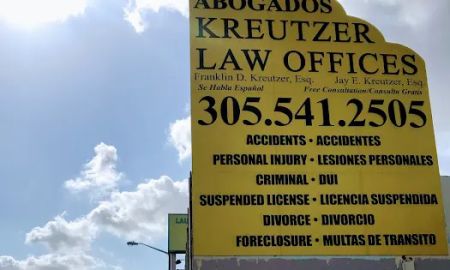 ABOGADOS
KREUTZER
LAW OFFICES
Franklin D. Kreutzer, Esq. Jay E. Kreutzer, Esq.
Se Habla Español Free Consultation/Consulta Gratis
305.541.2505
ACCIDENTS • ACCIDENTES
PERSONAL INJURY • LESIONES PERSONALES
CRIMINAL • DUI
SUSPENDED LICENSE • LICENCIA SUSPENDIDA
DIVORCE • DIVORCIO
FORECLOSURE • MULTAS DE TRANSITO